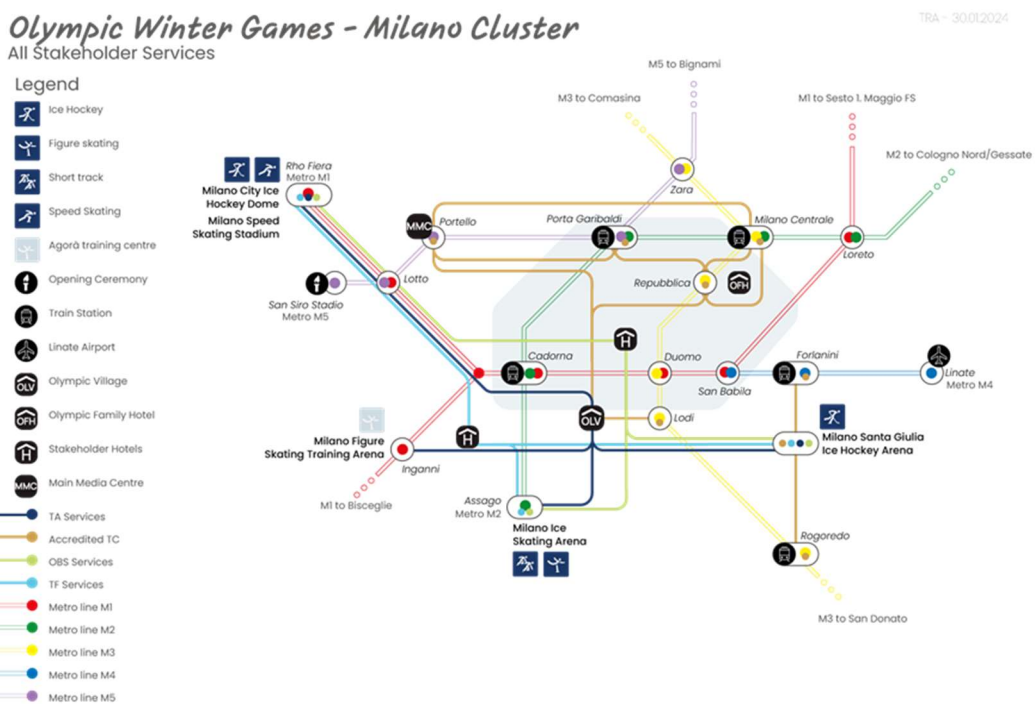 TRA - 30.01.2024
Olympic Winter Games - Milano Cluster
All Stakeholder Services
Legend
Ice Hockey
Figure skating
Short track
Speed Skating
Agorà training centre
Opening Ceremony
Train Station
Linate Airport
OLV
Olympic Village
OFH
Olympic Family Hotel
H
Stakeholder Hotels
MMC
Main Media Centre
TA Services
Accredited TC
OBS Services
TF Services
Metro line M1
Metro line M2
Metro line M3
Metro line M4
Metro line M5
M5 to Bignami
M3 to Comasina
M1 to Sesto 1. Maggio FS
M2 to Cologno Nord/Gessate
Rho Fiera
Metro M1
Milano City Ice
Hockey Dome
Milano Speed
Skating Stadium
Zara
MMC
Portello
Porta Garibaldi
Milano Centrale
Loreto
Lotto
San Siro Stadio
Metro M5
Repubblica
OFH
H
Cadorna
Duomo
San Babila
Forlanini
Linate
Metro M4
OLV
Lodi
H
Milano Figure
Skating Training Arena
Inganni
Milano Santa Giulia
Ice Hockey Arena
M1 to Bisceglie
Assago
Metro M2
Milano Ice
Skating Arena
Rogoredo
M3 to San Donato